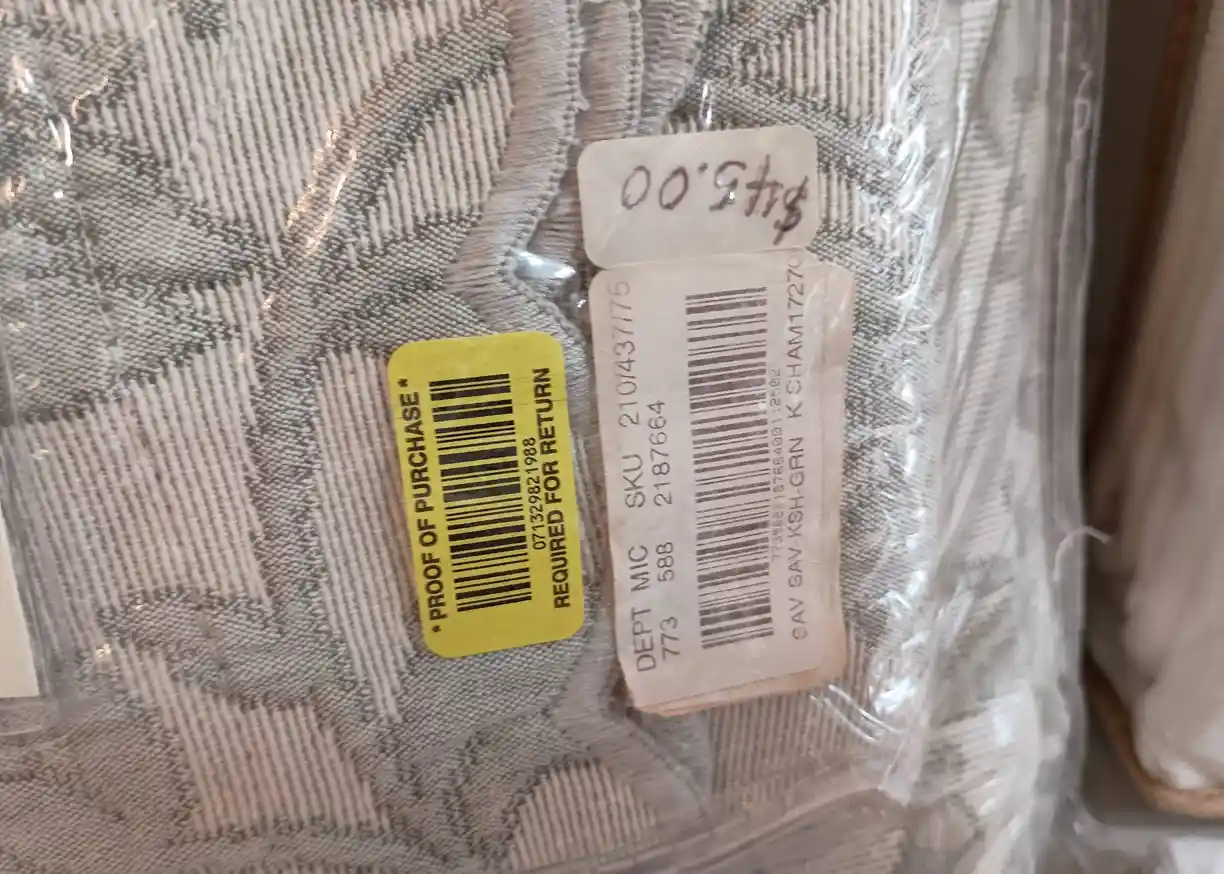 $45.00
* PROOF OF PURCHASE *
071329821988
REQUIRED FOR RETURN
DEPT MIC SKU 210/437/75
773 588 2187664
SAV SAV KSH GRN K SHAM17270